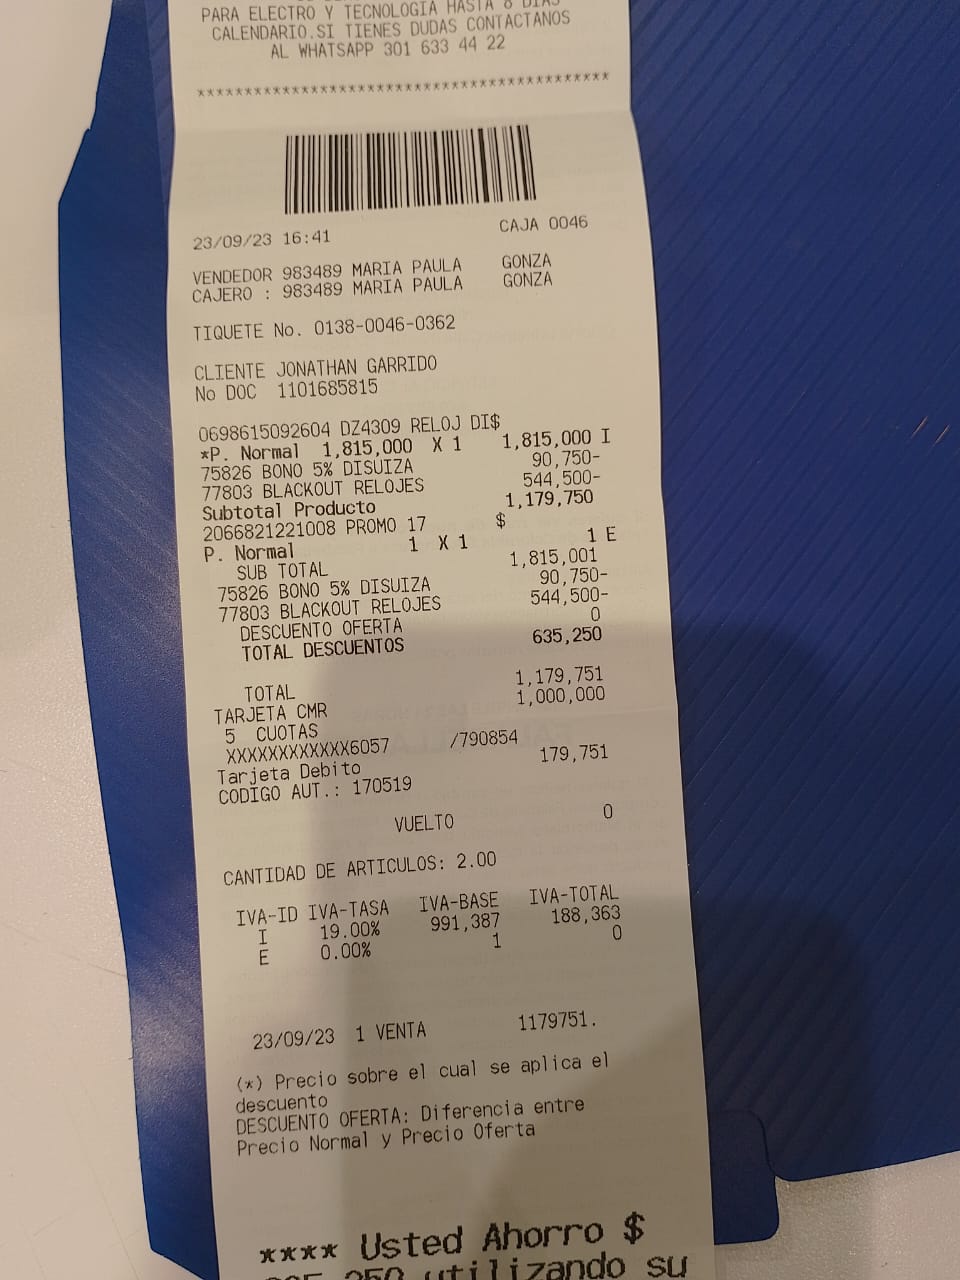 PARA ELECTRO Y TECNOLOGIA HASTA 8 DIAS
CALENDARIO.SI TIENES DUDAS CONTACTANOS
AL WHATSAPP 301 633 44 22
*******************************************
23/09/23 16:41 CAJA 0046
VENDEDOR 983489 MARIA PAULA GONZA
CAJERO : 983489 MARIA PAULA GONZA
TIQUETE No. 0138-0046-0362
CLIENTE JONATHAN GARRIDO
No DOC 1101685815
0698615092604 DZ4309 RELOJ DI$
*P. Normal 1,815,000 X 1 1,815,000 I
75826 BONO 5% DISUIZA 90,750-
77803 BLACKOUT RELOJES 544,500-
Subtotal Producto 1,179,750
2066821221008 PROMO 17 $
P. Normal 1 X 1 1 E
SUB TOTAL 1,815,001
75826 BONO 5% DISUIZA 90,750-
77803 BLACKOUT RELOJES 544,500-
DESCUENTO OFERTA 0
TOTAL DESCUENTOS 635,250
TOTAL 1,179,751
TARJETA CMR 1,000,000
5 CUOTAS
XXXXXXXXXXXX6057 /790854
Tarjeta Debito 179,751
CODIGO AUT.: 170519
VUELTO 0
CANTIDAD DE ARTICULOS: 2.00
IVA-ID IVA-TASA IVA-BASE IVA-TOTAL
I 19.00% 991,387 188,363
E 0.00% 1 0
23/09/23 1 VENTA 1179751.
(*) Precio sobre el cual se aplica el
descuento
DESCUENTO OFERTA: Diferencia entre
Precio Normal y Precio Oferta
**** Usted Ahorro $
utilizando su